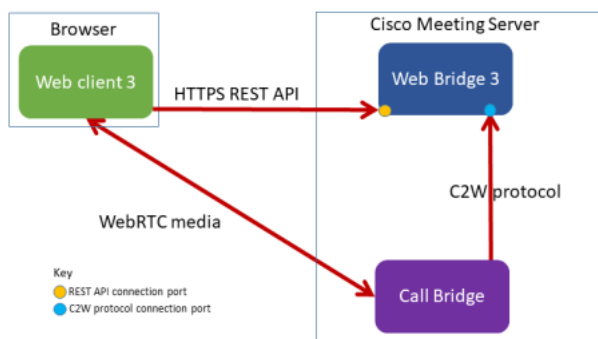 Browser
Cisco Meeting Server
Web client 3
Web Bridge 3
HTTPS REST API
C2W protocol
WebRTC media
Key
REST API connection port
C2W protocol connection port
Call Bridge